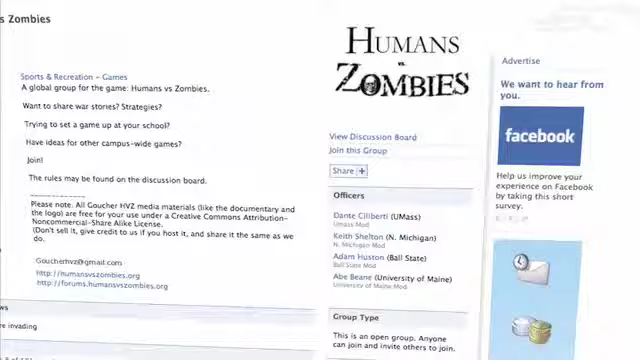 s Zombies
Sports & Recreation - Games
A global group for the game: Humans vs Zombies.
Want to share war stories? Strategies?
Trying to set a game up at your school?
Have ideas for other campus-wide games?
Join!
The rules may be found on the discussion board.
Please note: All Goucher HVZ media materials (like the documentary
and the logo) are free for your use under a Creative Commons Attribution-
Noncommercial-Share Alike License.
(Don't sell it, give credit to us if you host it, and share it the same as we
do.
Goucherhvz@gmail.com
http://humansvszombies.org
http://forums.humansvszombies.org
re invading
HUMANS
vs.
ZOMBIES
View Discussion Board
Join this Group
Share +
Officers
Dante Ciliberti (UMass)
Umass Mod
Keith Shelton (N. Michigan)
N. Michigan Mod
Adam Huston (Ball State)
Ball State Mod
Abe Beane (University of Maine)
University of Maine Mod
Group Type
This is an open group. Anyone
can join and invite others to join.
Advertise
We want to hear from
you.
facebook
Help us improve your
experience on Facebook
by taking this short
survey.